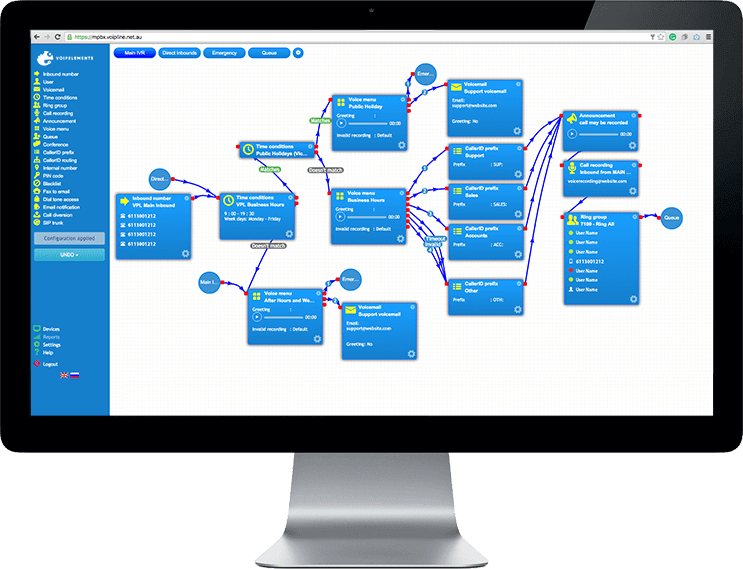 https://mpbx.voipline.net.au
VOIPELEMENTS
Inbound number
User
Voicemail
Time conditions
Ring group
Call recording
Announcement
Voice menu
Queue
Conference
CallerID prefix
CallerID routing
Internal number
PIN code
Blacklist
Fax to email
Dial tone access
Email notification
Call diversion
SIP trunk
Configuration applied
UNDO
Devices
Reports
Settings
Help
Logout
Main IVR
Direct Inbounds
Emergency
Queue
Direct...
Inbound number
VPL Main Inbound
6113001212
6113001212
6113001212
6113001212
Time conditions
Public Holidays (Vic...
Matches
Time conditions
VPL Business Hours
9 : 00 - 19 : 30
Week days: Monday - Friday
Doesn't match
Main I...
Voice menu
After Hours and We...
Greeting :
00:00
Invalid recording : Default
Emer...
Voicemail
Support voicemail
Email:
support@website.com
Greeting: No
Matches
Doesn't match
Voice menu
Public Holiday
Greeting :
00:00
Invalid recording : Default
Emer...
Voicemail
Support voicemail
Email:
support@website.com
Greeting: No
Voice menu
Business Hours
Greeting :
00:00
Invalid recording : Default
1
2
3
Timeout
Invalid
CallerID prefix
Support
Prefix : SUP:
CallerID prefix
Sales
Prefix : SALES:
CallerID prefix
Accounts
Prefix : ACC:
CallerID prefix
Other
Prefix : OTH:
Announcement
call may be recorded
00:00
Call recording
Inbound from MAIN ...
voicerecording@website.com
Ring group
7100 - Ring All
User Name
User Name
User Name
6113001212
User Name
User Name
User Name
Queue